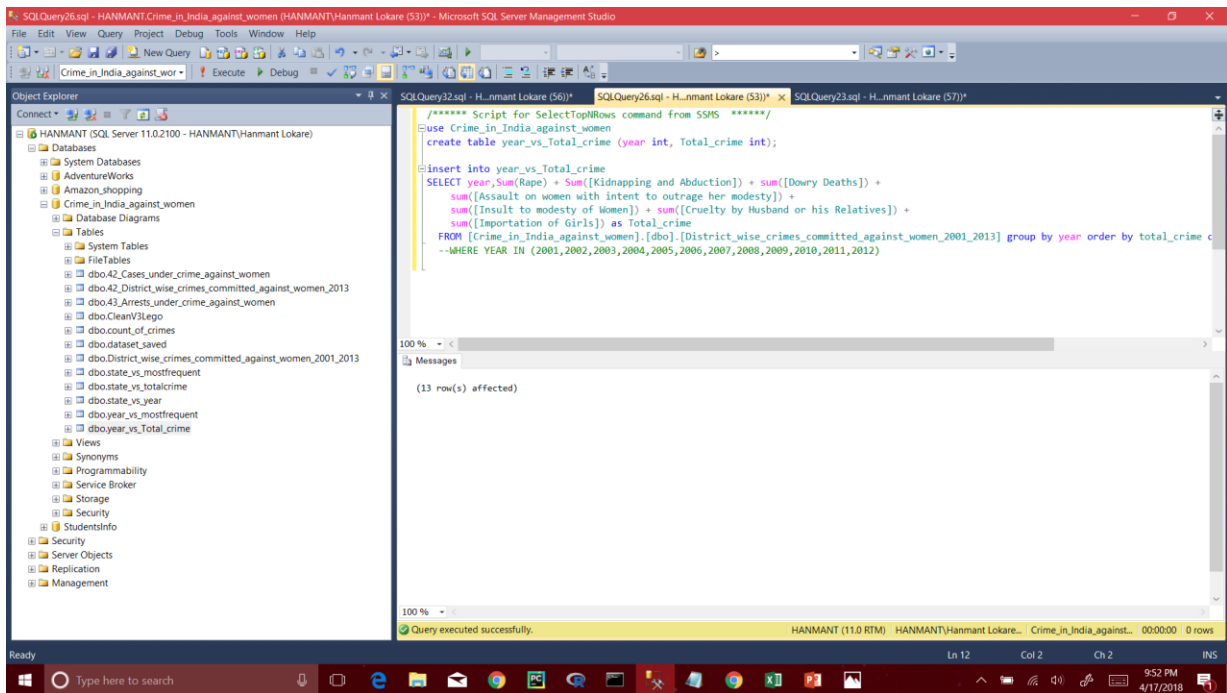 SQLQuery26.sql - HANMANT.Crime_in_India_against_women (HANMANT\Hanmant Lokare (53))* - Microsoft SQL Server Management Studio
File Edit View Query Project Debug Tools Window Help
New Query
Crime_in_India_against_wor Execute Debug
Object Explorer
Connect
HANMANT (SQL Server 11.0.2100 - HANMANT\Hanmant Lokare)
Databases
System Databases
AdventureWorks
Amazon_shopping
Crime_in_India_against_women
Database Diagrams
Tables
System Tables
FileTables
dbo.42_Cases_under_crime_against_women
dbo.42_District_wise_crimes_committed_against_women_2013
dbo.43_Arrests_under_crime_against_women
dbo.CleanV3Lego
dbo.count_of_crimes
dbo.dataset_saved
dbo.District_wise_crimes_committed_against_women_2001_2013
dbo.state_vs_mostfrequent
dbo.state_vs_totalcrime
dbo.state_vs_year
dbo.year_vs_mostfrequent
dbo.year_vs_Total_crime
Views
Synonyms
Programmability
Service Broker
Storage
Security
StudentsInfo
Security
Server Objects
Replication
Management
SQLQuery32.sql - H...nmant Lokare (56))* SQLQuery26.sql - H...nmant Lokare (53))* SQLQuery23.sql - H...nmant Lokare (57))*
/****** Script for SelectTopNRows command from SSMS ******/
use Crime_in_India_against_women
create table year_vs_Total_crime (year int, Total_crime int);
insert into year_vs_Total_crime
SELECT year,Sum(Rape) + Sum([Kidnapping and Abduction]) + sum([Dowry Deaths]) +
sum([Assault on women with intent to outrage her modesty]) +
sum([Insult to modesty of Women]) + sum([Cruelty by Husband or his Relatives]) +
sum([Importation of Girls]) as Total_crime
FROM [Crime_in_India_against_women].[dbo].[District_wise_crimes_committed_against_women_2001_2013] group by year order by total_crime
--WHERE YEAR IN (2001,2002,2003,2004,2005,2006,2007,2008,2009,2010,2011,2012)
100 %
Messages
(13 row(s) affected)
100 %
Query executed successfully. HANMANT (11.0 RTM) HANMANT\Hanmant Lokare... Crime_in_India_against... 00:00:00 0 rows
Ready Ln 12 Col 2 Ch 2 INS
Type here to search
9:52 PM
4/17/2018